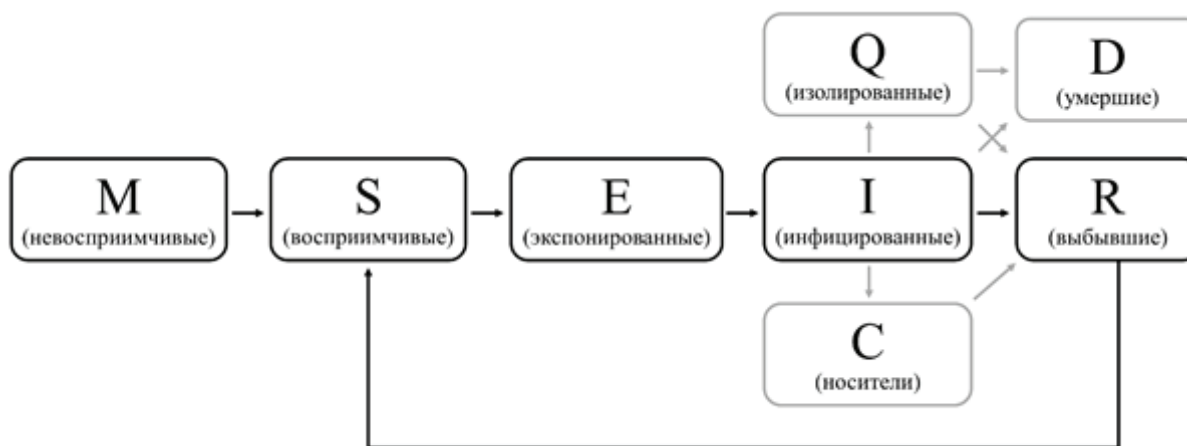 Q
(изолированные)
D
(умершие)
M
(невосприимчивые)
S
(восприимчивые)
E
(экспонированные)
I
(инфицированные)
R
(выбывшие)
C
(носители)